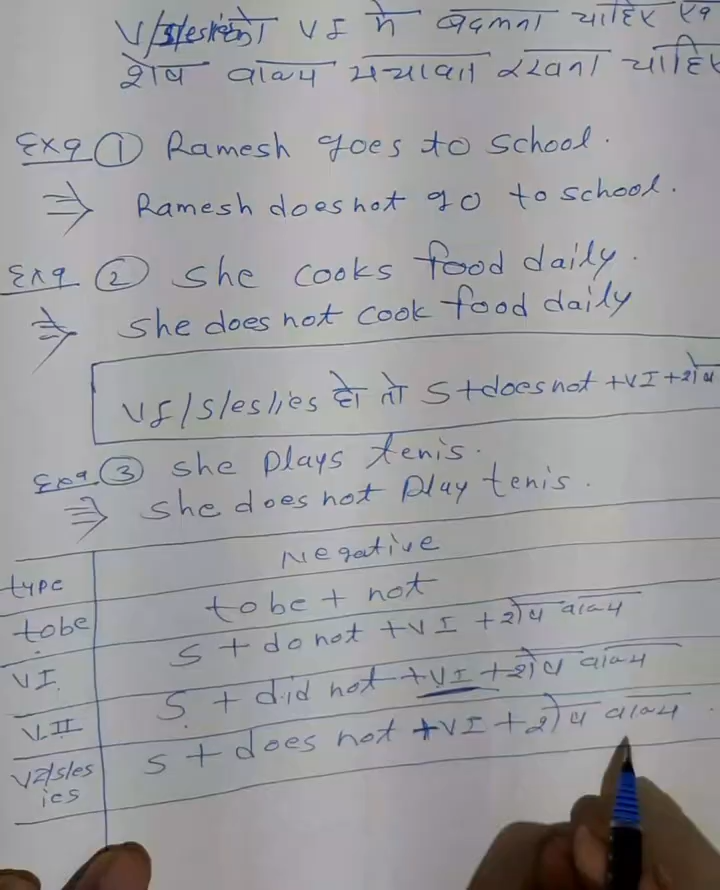 V/s/es/ies को VI में बदलना चाहिए एवं
शेष वाक्य यथावत रखना चाहिए
Exa ① Ramesh goes to school.
⇒ Ramesh does not go to school.
Exa ② she cooks food daily.
⇒ she does not cook food daily
VI/s/es/ies हो तो S+does not +VI+शेष
Exa ③ she plays tenis.
⇒ she does not play tenis.
type Negative
tobe tobe + not
VI. S + do not +VI +शेष वाक्य
VII S + did not +VI +शेष वाक्य
VI/s/es S + does not +VI +शेष वाक्य
ies